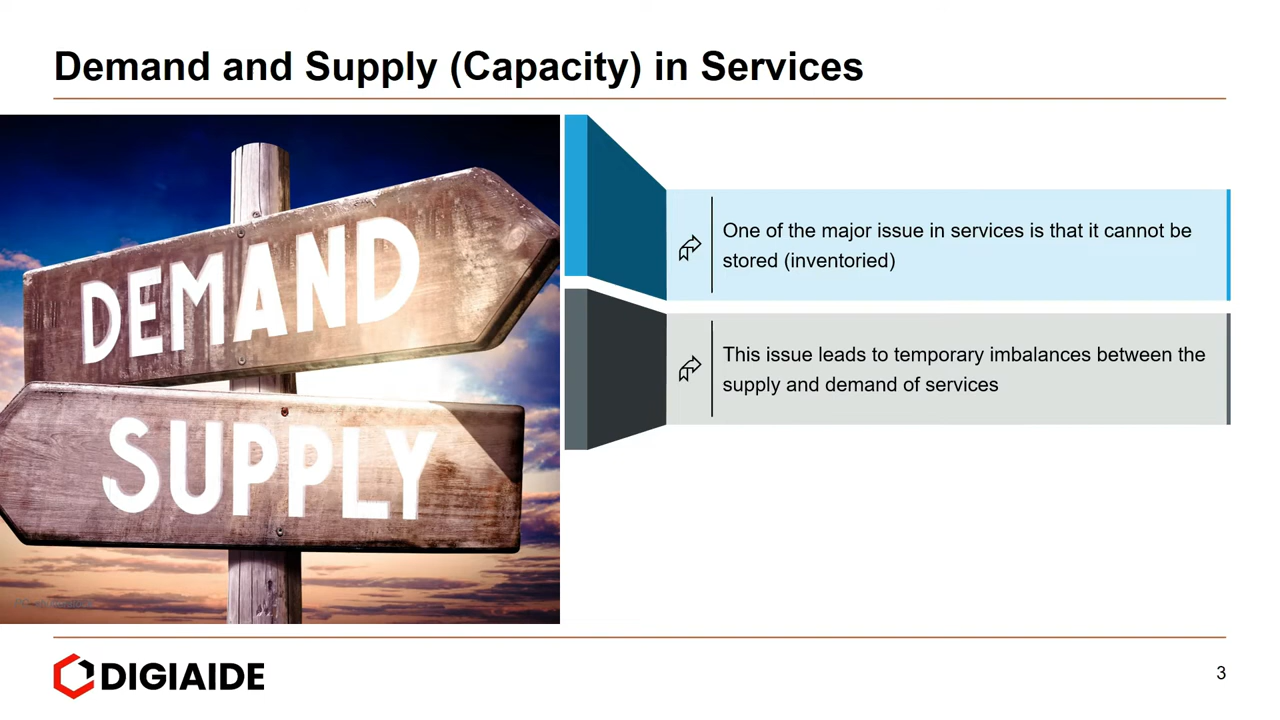 Demand and Supply (Capacity) in Services
DEMAND
SUPPLY
One of the major issue in services is that it cannot be
stored (inventoried)
This issue leads to temporary imbalances between the
supply and demand of services
DIGIAIDE
3